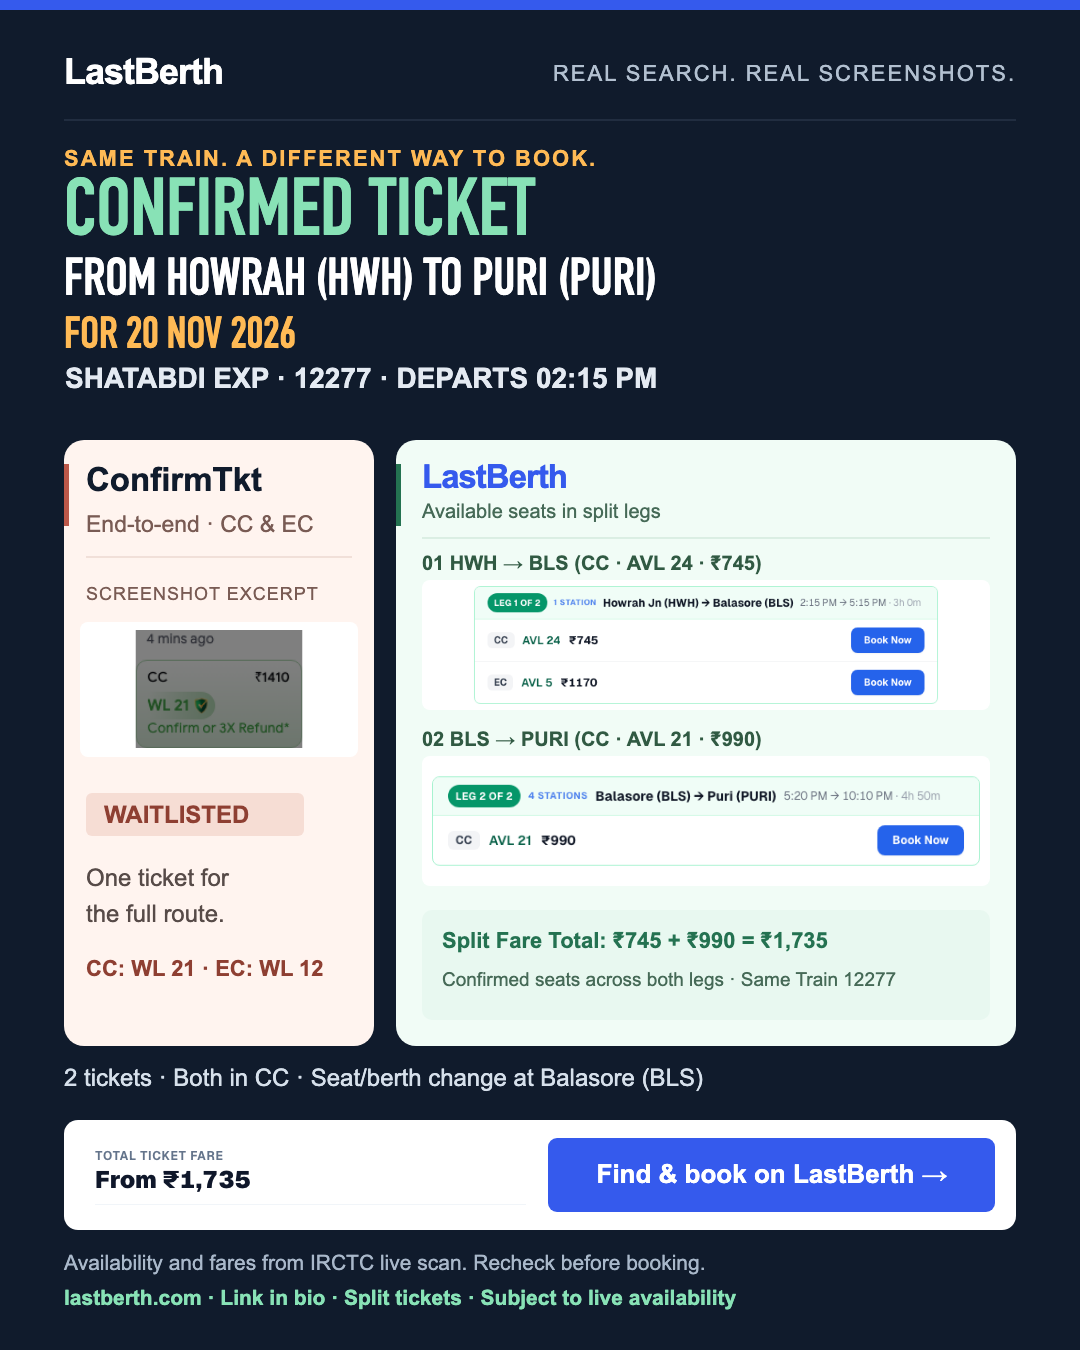 LastBerth
REAL SEARCH. REAL SCREENSHOTS.
SAME TRAIN. A DIFFERENT WAY TO BOOK.
CONFIRMED TICKET
FROM HOWRAH (HWH) TO PURI (PURI)
FOR 20 NOV 2026
SHATABDI EXP · 12277 · DEPARTS 02:15 PM
ConfirmTkt
End-to-end · CC & EC
SCREENSHOT EXCERPT
4 mins ago
CC ₹1410
WL 21
Confirm or 3X Refund*
WAITLISTED
One ticket for
the full route.
CC: WL 21 · EC: WL 12
LastBerth
Available seats in split legs
01 HWH → BLS (CC · AVL 24 · ₹745)
LEG 1 OF 2 1 STATION Howrah Jn (HWH) → Balasore (BLS) 2:15 PM → 5:15 PM · 3h 0m
CC AVL 24 ₹745 Book Now
EC AVL 5 ₹1170 Book Now
02 BLS → PURI (CC · AVL 21 · ₹990)
LEG 2 OF 2 4 STATIONS Balasore (BLS) → Puri (PURI) 5:20 PM → 10:10 PM · 4h 50m
CC AVL 21 ₹990 Book Now
Split Fare Total: ₹745 + ₹990 = ₹1,735
Confirmed seats across both legs · Same Train 12277
2 tickets · Both in CC · Seat/berth change at Balasore (BLS)
TOTAL TICKET FARE
From ₹1,735
Find & book on LastBerth →
Availability and fares from IRCTC live scan. Recheck before booking.
lastberth.com · Link in bio · Split tickets · Subject to live availability